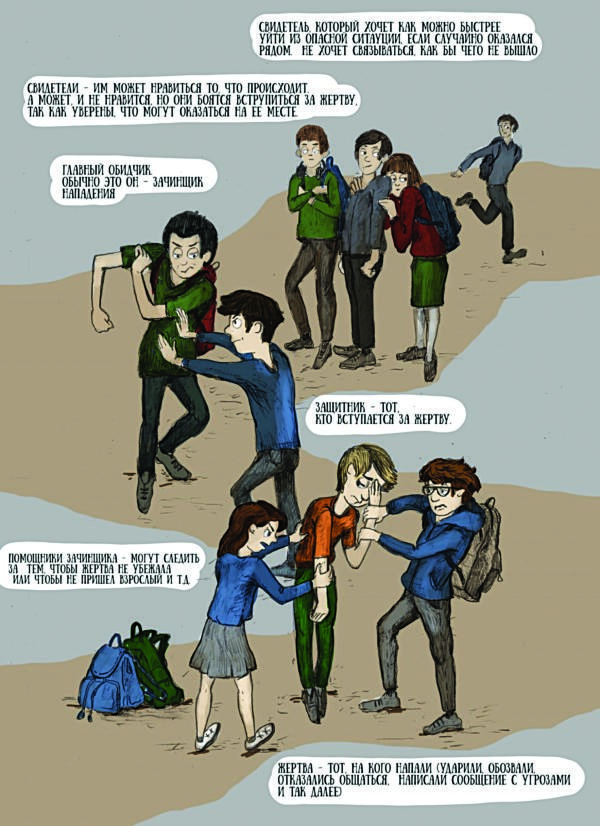 СВИДЕТЕЛЬ, КОТОРЫЙ ХОЧЕТ КАК МОЖНО БЫСТРЕЕ
УЙТИ ИЗ ОПАСНОЙ СИТАУЦИИ, ЕСЛИ СЛУЧАЙНО ОКАЗАЛСЯ
РЯДОМ. НЕ ХОЧЕТ СВЯЗЫВАТЬСЯ, КАК БЫ ЧЕГО НЕ ВЫШЛО
СВИДЕТЕЛИ - ИМ МОЖЕТ НРАВИТЬСЯ ТО, ЧТО ПРОИСХОДИТ,
А МОЖЕТ, И НЕ НРАВИТСЯ, НО ОНИ БОЯТСЯ ВСТУПИТЬСЯ ЗА ЖЕРТВУ,
ТАК КАК УВЕРЕНЫ, ЧТО МОГУТ ОКАЗАТЬСЯ НА ЕЕ МЕСТЕ.
ГЛАВНЫЙ ОБИДЧИК.
ОБЫЧНО ЭТО ОН - ЗАЧИНЩИК
НАПАДЕНИЯ
ЗАЩИТНИК - ТОТ,
КТО ВСТУПАЕТСЯ ЗА ЖЕРТВУ.
ПОМОЩНИКИ ЗАЧИНЩИКА - МОГУТ СЛЕДИТЬ
ЗА ТЕМ, ЧТОБЫ ЖЕРТВА НЕ УБЕЖАЛА
ИЛИ ЧТОБЫ НЕ ПРИШЕЛ ВЗРОСЛЫЙ И Т.Д.
ЖЕРТВА - ТОТ, НА КОГО НАПАЛИ (УДАРИЛИ, ОБОЗВАЛИ,
ОТКАЗАЛИСЬ ОБЩАТЬСЯ, НАПИСАЛИ СООБЩЕНИЕ С УГРОЗАМИ
И ТАК ДАЛЕЕ)